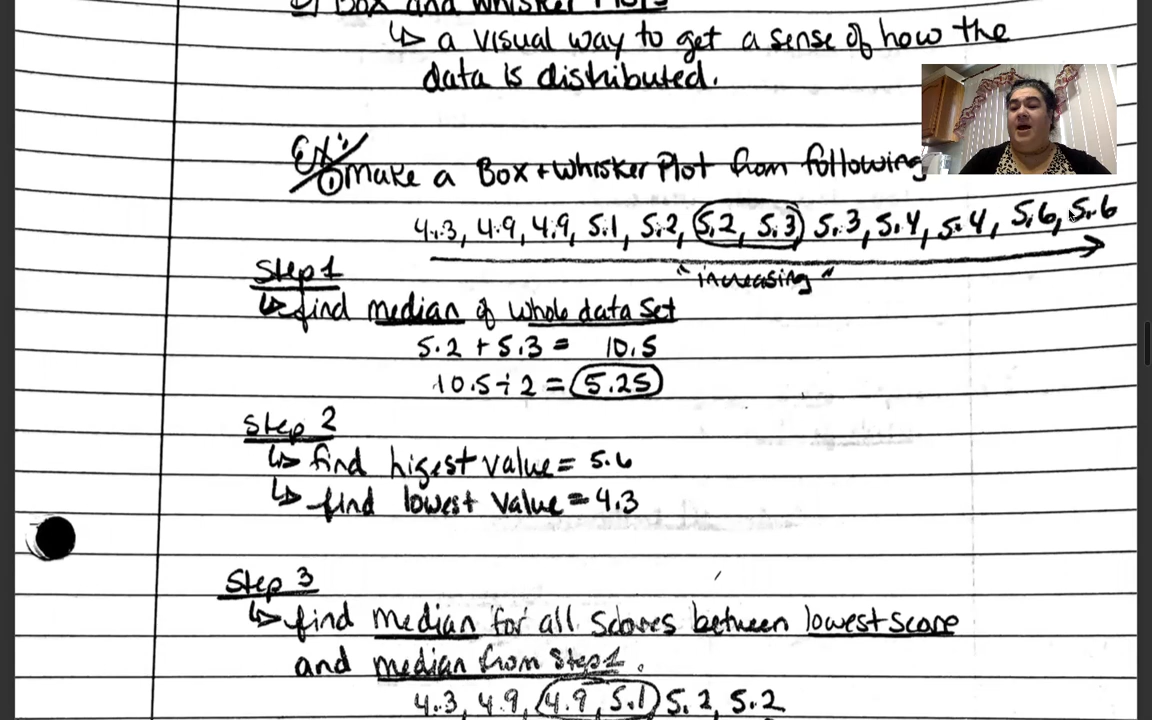 Box and Whisker Plots
↳ a visual way to get a sense of how the
data is distributed.
Ex:
① Make a Box + Whisker Plot from following
4.3, 4.9, 4.9, 5.1, 5.2, 5.2, 5.3, 5.3, 5.4, 5.4, 5.6, 5.6
"increasing"
Step 1
↳ find median of whole data set
5.2 + 5.3 = 10.5
10.5 ÷ 2 = 5.25
Step 2
↳ find higest value = 5.6
↳ find lowest value = 4.3
Step 3
↳ find median for all scores between lowest score
and median from Step 1.
4.3, 4.9, 4.9, 5.1, 5.2, 5.2